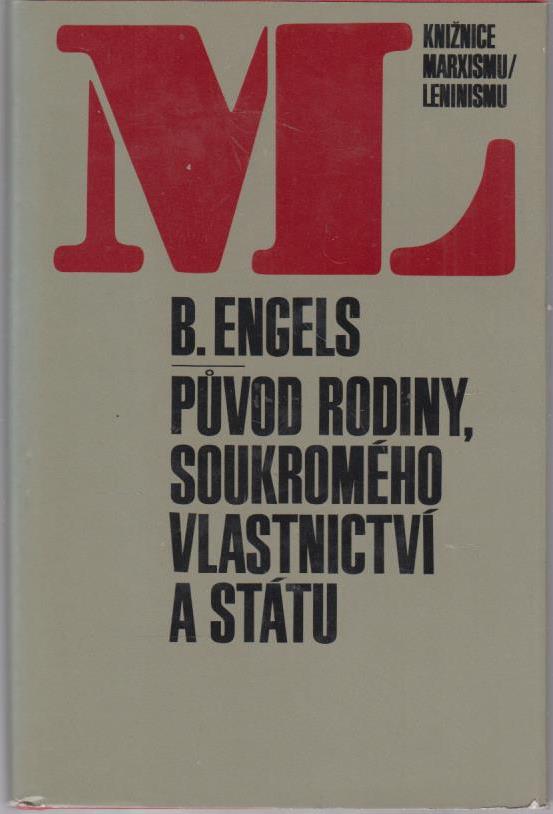 ML
KNIŽNICE
MARXISMU/
LENINISMU
B. ENGELS
PŮVOD RODINY,
SOUKROMÉHO
VLASTNICTVÍ
A STÁTU